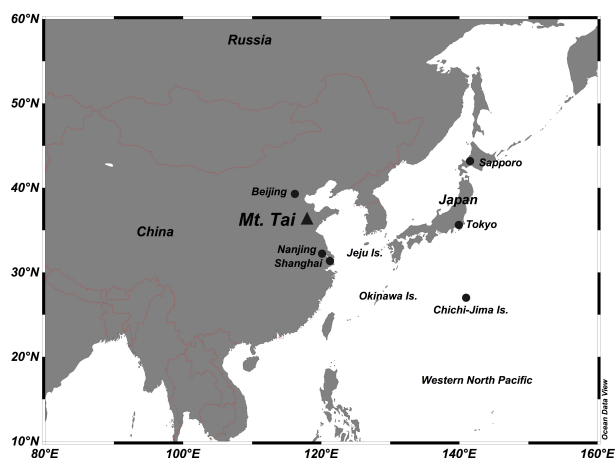 60°N
Russia
50°N
Sapporo
40°N
Beijing
Japan
Mt. Tai
Tokyo
China
Nanjing
Jeju Is.
Shanghai
30°N
Okinawa Is.
Chichi-Jima Is.
20°N
Western North Pacific
Ocean Data View
10°N
80°E
100°E
120°E
140°E
160°E